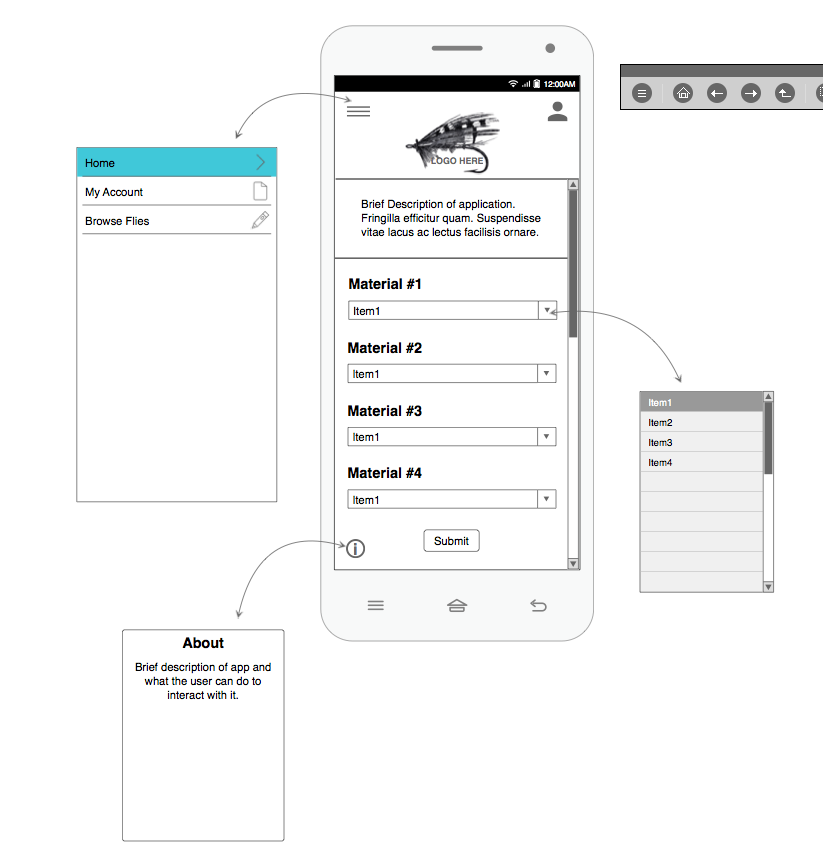 12:00AM
LOGO HERE
Home
My Account
Browse Flies
Brief Description of application.
Fringilla efficitur quam. Suspendisse
vitae lacus ac lectus facilisis ornare.
Material #1
Item1
Material #2
Item1
Material #3
Item1
Material #4
Item1
Submit
Item1
Item2
Item3
Item4
About
Brief description of app and
what the user can do to
interact with it.